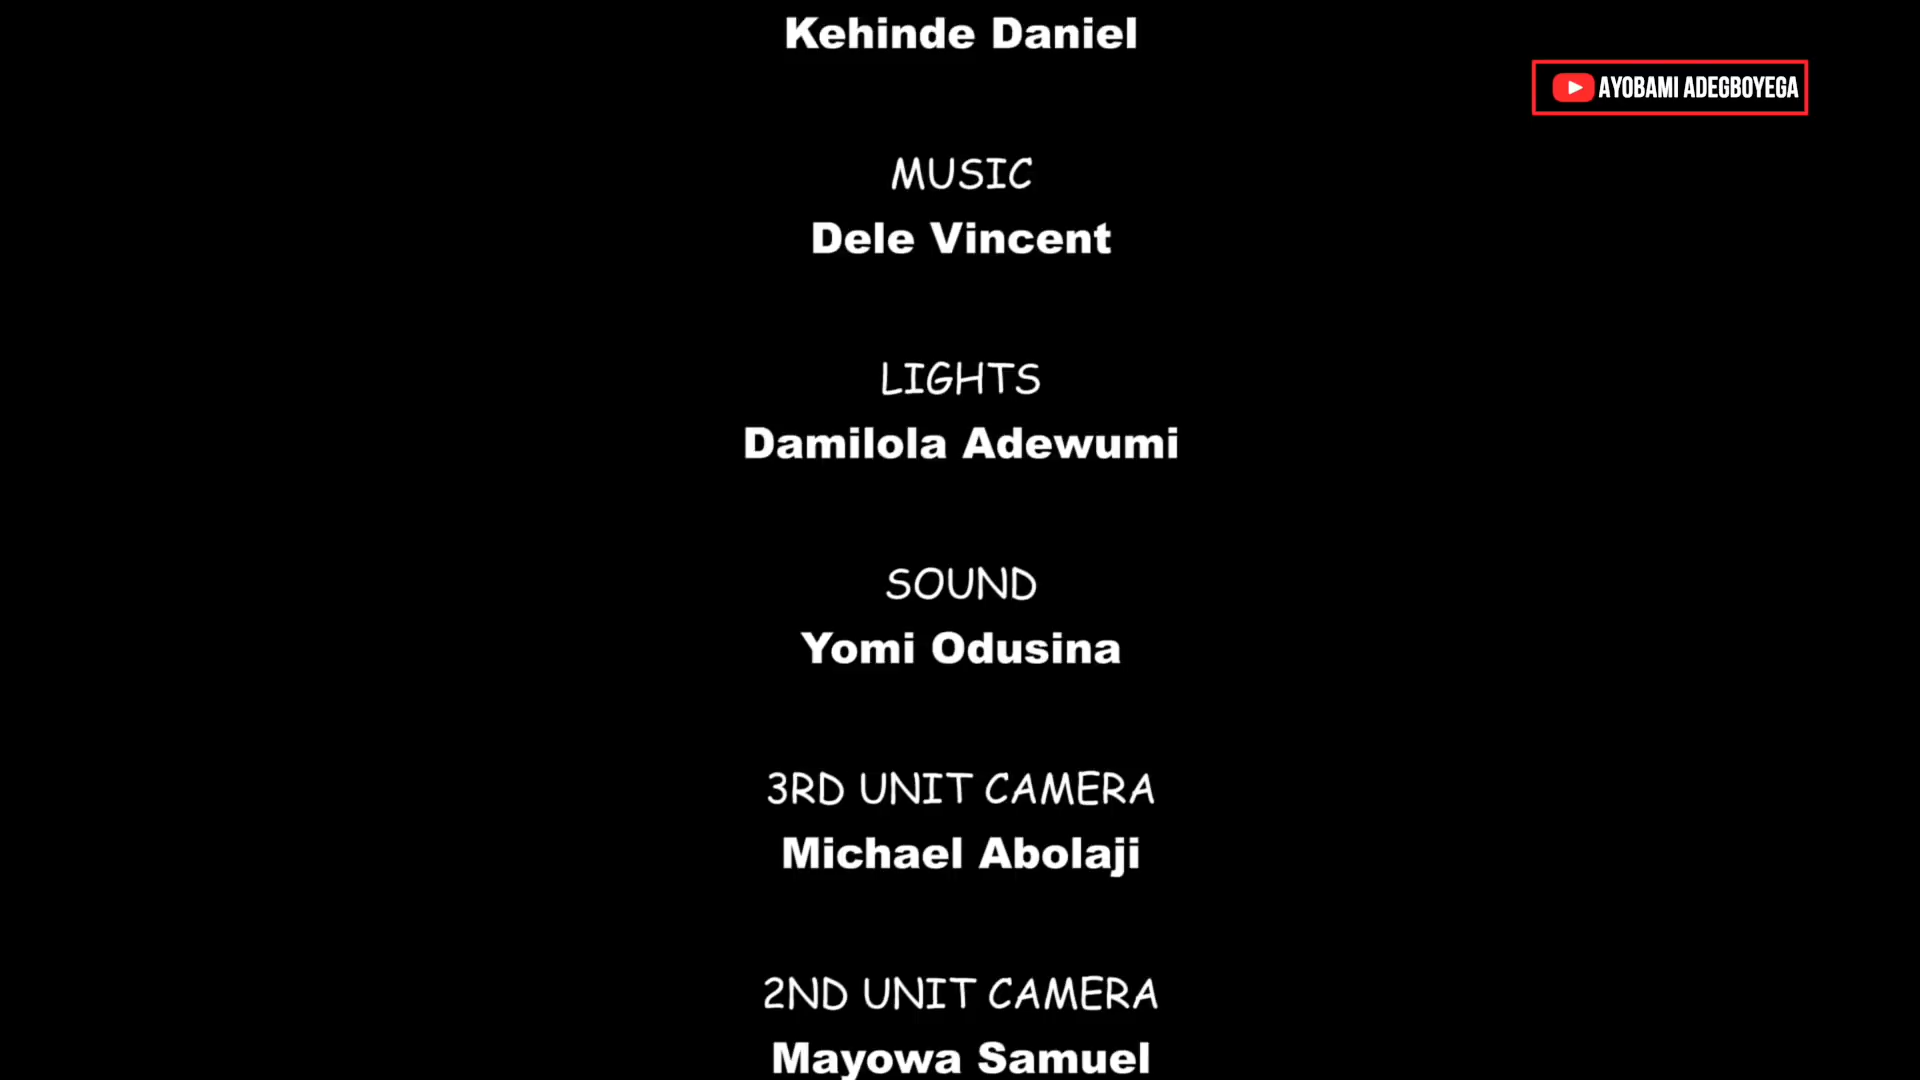 Kehinde Daniel
AYOBAMI ADEGBOYEGA
MUSIC
Dele Vincent
LIGHTS
Damilola Adewumi
SOUND
Yomi Odusina
3RD UNIT CAMERA
Michael Abolaji
2ND UNIT CAMERA
Mayowa Samuel